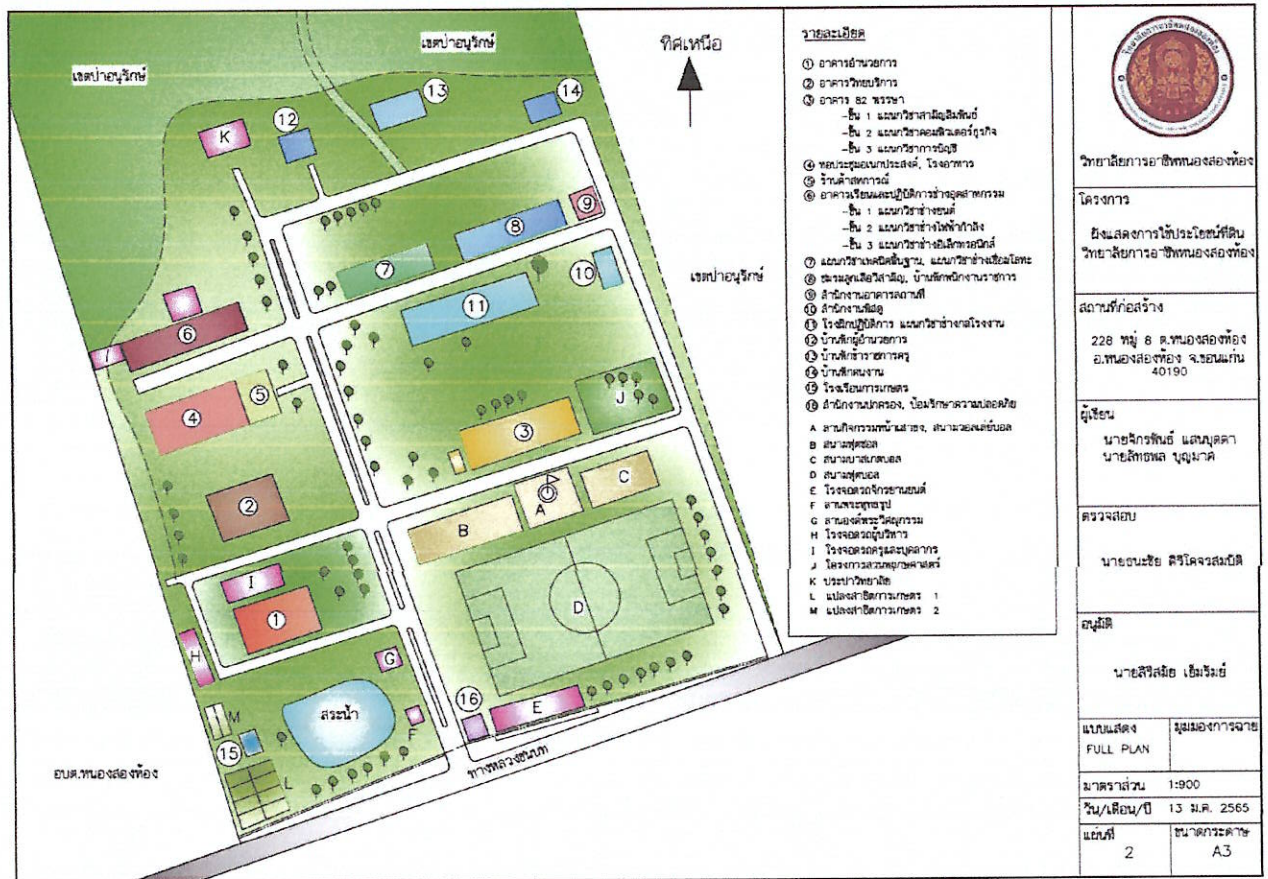 เขตป่าอนุรักษ์
เขตป่าอนุรักษ์
ทิศเหนือ
เขตป่าอนุรักษ์
K
12
13
14
9
8
7
10
11
6
I
5
4
3
J
2
B
A
C
D
I
1
H
G
สระน้ำ
M
F
16
E
15
L
อบต.หนองสองห้อง
ทางหลวงชนบท
รายละเอียด
① อาคารอำนวยการ
② อาคารวิทยบริการ
③ อาคาร 82 พรรษา
-ชั้น 1 แผนกวิชาสามัญสัมพันธ์
-ชั้น 2 แผนกวิชาคอมพิวเตอร์ธุรกิจ
-ชั้น 3 แผนกวิชาการบัญชี
④ หอประชุมอเนกประสงค์, โรงอาหาร
⑤ ร้านค้าสหกรณ์
⑥ อาคารเรียนและปฏิบัติการช่างอุตสาหกรรม
-ชั้น 1 แผนกวิชาช่างยนต์
-ชั้น 2 แผนกวิชาช่างไฟฟ้ากำลัง
-ชั้น 3 แผนกวิชาช่างอิเล็กทรอนิกส์
⑦ แผนกวิชาเทคนิคพื้นฐาน, แผนกวิชาช่างเชื่อมโลหะ
⑧ ชมรมลูกเสือวิสามัญ, บ้านพักพนักงานราชการ
⑨ สำนักงานอาคารสถานที่
⑩ สำนักงานพัสดุ
⑪ โรงฝึกปฏิบัติการ แผนกวิชาช่างกลโรงงาน
⑫ บ้านพักผู้อำนวยการ
⑬ บ้านพักข้าราชการครู
⑭ บ้านพักคนงาน
⑮ โรงเรือนการเกษตร
⑯ สำนักงานปกครอง, ป้อมรักษาความปลอดภัย
A ลานกิจกรรมหน้าเสาธง, สนามวอลเลย์บอล
B สนามฟุตซอล
C สนามบาสเกตบอล
D สนามฟุตบอล
E โรงจอดรถจักรยานยนต์
F ลานพระพุทธรูป
G ลานองค์พระวิศณุกรรม
H โรงจอดรถผู้บริหาร
I โรงจอดรถครูและบุคลากร
J โครงการสวนพฤกษศาสตร์
K ประปาวิทยาลัย
L แปลงสาธิตการเกษตร 1
M แปลงสาธิตการเกษตร 2
วิทยาลัยการอาชีพหนองสองห้อง
วิทยาลัยการอาชีพหนองสองห้อง
โครงการ
ผังแสดงการใช้ประโยชน์ที่ดิน
วิทยาลัยการอาชีพหนองสองห้อง
สถานที่ก่อสร้าง
228 หมู่ 8 ต.หนองสองห้อง
อ.หนองสองห้อง จ.ขอนแก่น
40190
ผู้เขียน
นายจักรพันธ์ แสนบุดดา
นายสิทธพล บุญมาศ
ตรวจสอบ
นายธนะชัย ศิริโคจรสมบัติ
อนุมัติ
นายสิริสมัย เย็มรัมย์
แบบแสดง
FULL PLAN
มุมมองการฉาย
มาตราส่วน 1:900
วัน/เดือน/ปี 13 ม.ค. 2565
แผ่นที่
2
ขนาดกระดาษ
A3